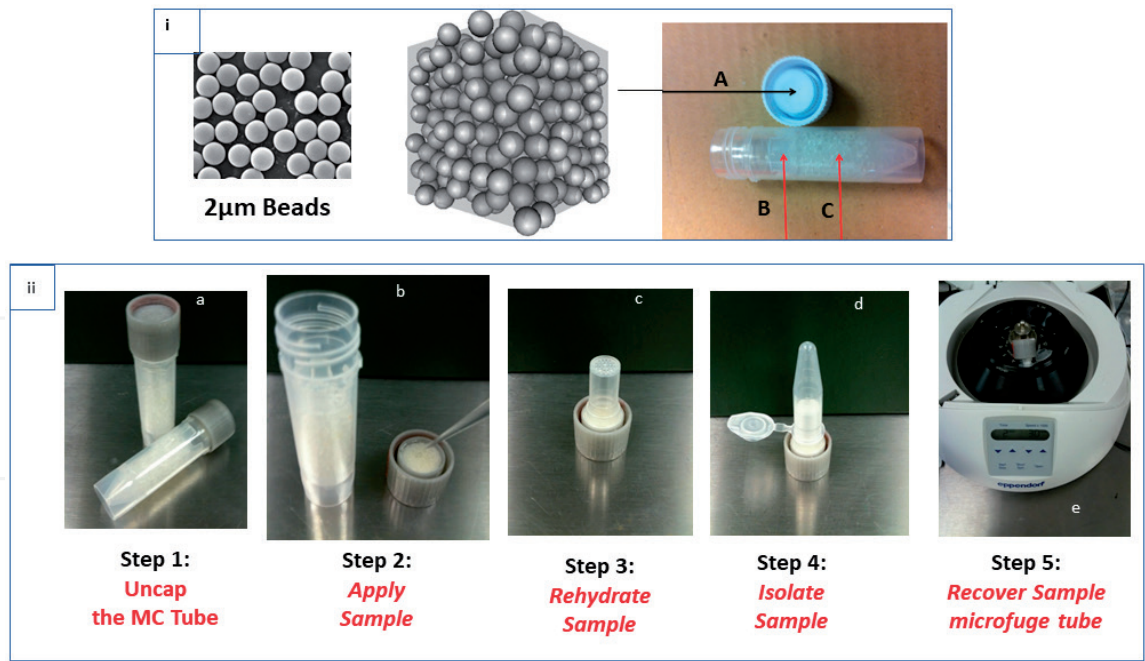 i
2µm Beads
A
B
C
ii
a
b
c
d
e
eppendorf
Step 1:
Uncap
the MC Tube
Step 2:
Apply
Sample
Step 3:
Rehydrate
Sample
Step 4:
Isolate
Sample
Step 5:
Recover Sample
microfuge tube